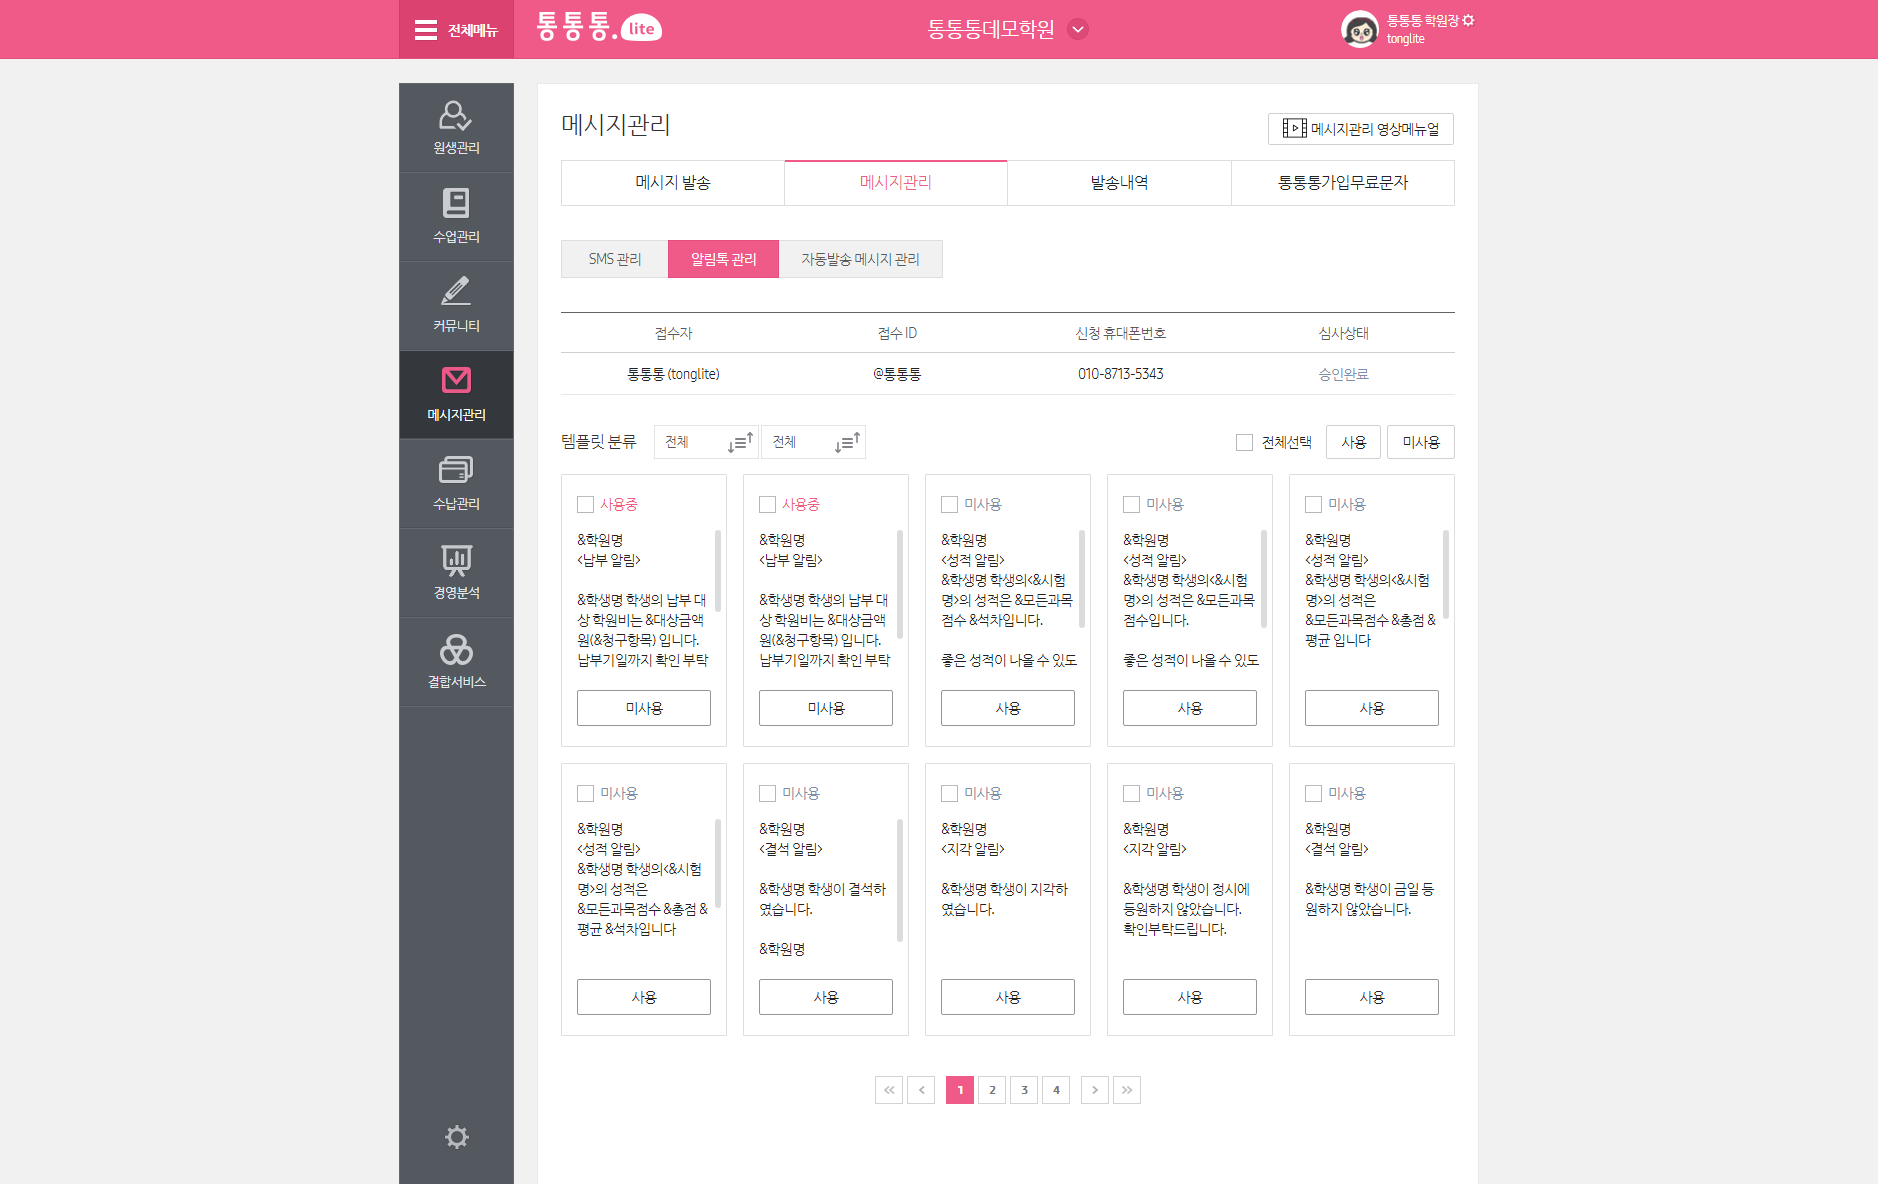 전체메뉴
통통통. lite
통통통데모학원
통통통 학원장
tonglite
원생관리
수업관리
커뮤니티
메시지관리
수납관리
경영분석
결합서비스
메시지관리
메시지관리 영상메뉴얼
메시지 발송
메시지관리
발송내역
통통통가입무료문자
SMS 관리
알림톡 관리
자동발송 메시지 관리
접수자 접수 ID 신청 휴대폰번호 심사상태
통통통 (tonglite) @통통통 010-8713-5343 승인완료
템플릿 분류 전체 전체 전체선택 사용 미사용
사용중
&학원명
<납부 알림>
&학생명 학생의 납부 대
상 학원비는 &대상금액
원(&청구항목) 입니다.
납부기일까지 확인 부탁
미사용
사용중
&학원명
<납부 알림>
&학생명 학생의 납부 대
상 학원비는 &대상금액
원(&청구항목) 입니다.
납부기일까지 확인 부탁
미사용
미사용
&학원명
<성적 알림>
&학생명 학생의<&시험
명>의 성적은 &모든과목
점수 &석차입니다.
좋은 성적이 나올 수 있도
사용
미사용
&학원명
<성적 알림>
&학생명 학생의<&시험
명>의 성적은 &모든과목
점수입니다.
좋은 성적이 나올 수 있도
사용
미사용
&학원명
<성적 알림>
&학생명 학생의<&시험
명>의 성적은
&모든과목점수 &총점 &
평균 입니다
사용
미사용
&학원명
<성적 알림>
&학생명 학생의<&시험
명>의 성적은
&모든과목점수 &총점 &
평균 &석차입니다
사용
미사용
&학원명
<결석 알림>
&학생명 학생이 결석하
였습니다.
&학원명
사용
미사용
&학원명
<지각 알림>
&학생명 학생이 지각하
였습니다.
사용
미사용
&학원명
<지각 알림>
&학생명 학생이 정시에
등원하지 않았습니다.
확인부탁드립니다.
사용
미사용
&학원명
<결석 알림>
&학생명 학생이 금일 등
원하지 않았습니다.
사용
1 2 3 4